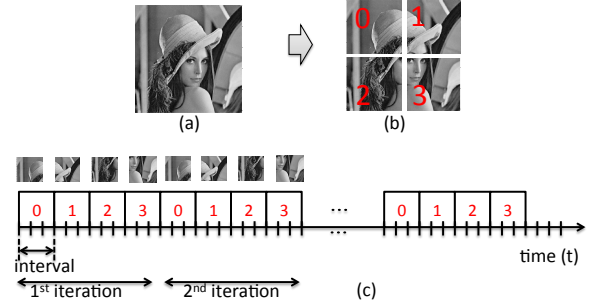 0 1
2 3
(a) (b)
0 1 2 3 0 1 2 3 ... 0 1 2 3
...
time (t)
interval
1st iteration 2nd iteration (c)